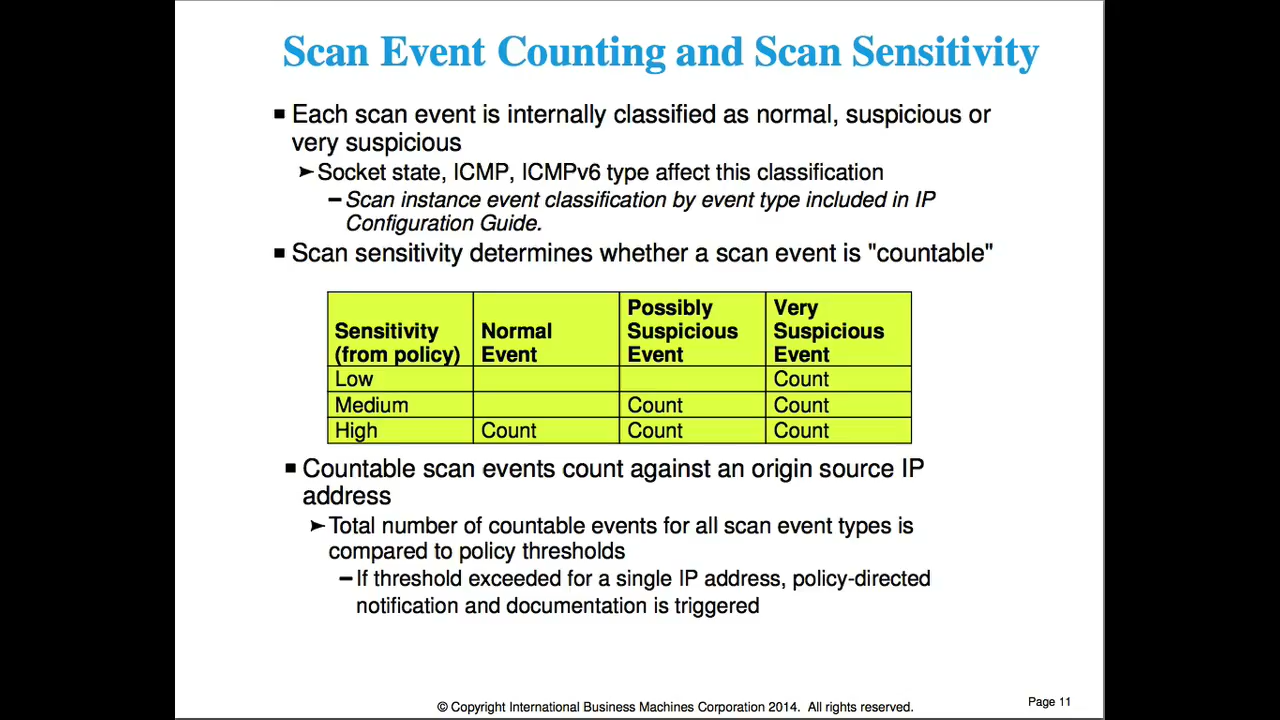 Scan Event Counting and Scan Sensitivity
■ Each scan event is internally classified as normal, suspicious or
very suspicious
➤ Socket state, ICMP, ICMPv6 type affect this classification
– Scan instance event classification by event type included in IP
Configuration Guide.
■ Scan sensitivity determines whether a scan event is "countable"
Sensitivity (from policy) Normal Event Possibly Suspicious Event Very Suspicious Event
Low Count
Medium Count Count
High Count Count Count
■ Countable scan events count against an origin source IP
address
➤ Total number of countable events for all scan event types is
compared to policy thresholds
– If threshold exceeded for a single IP address, policy-directed
notification and documentation is triggered
© Copyright International Business Machines Corporation 2014. All rights reserved.
Page 11